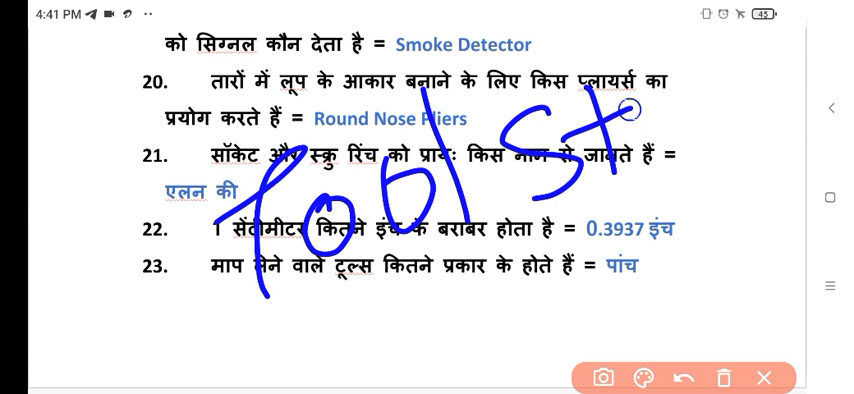 4:41 PM
45
को सिग्नल कौन देता है = Smoke Detector
20. तारों में लूप के आकार बनाने के लिए किस प्लायर्स का
प्रयोग करते हैं = Round Nose Pliers
21. सॉकेट और स्क्रु रिंच को प्रायः किस नाम से जानते हैं =
एलन की
22. 1 सेंटीमीटर कितने इंच के बराबर होता है = 0.3937 इंच
23. माप लेने वाले टूल्स कितने प्रकार के होते हैं = पांच